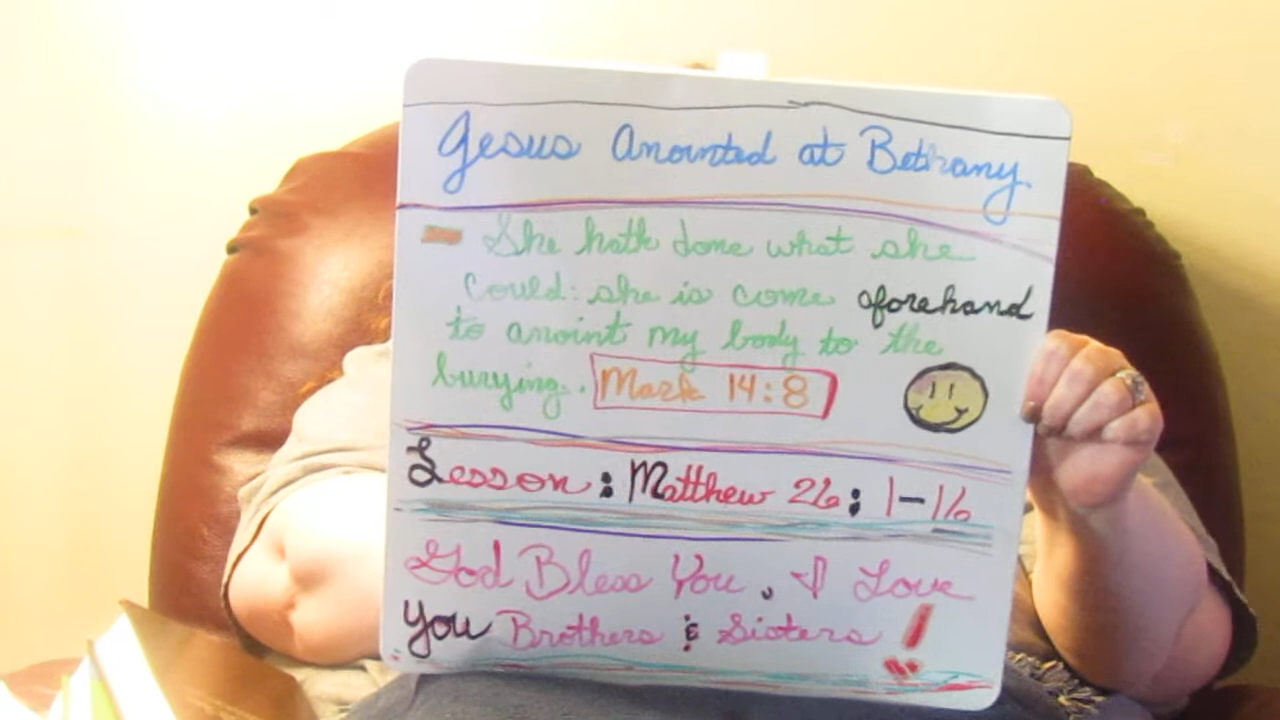 Jesus Anointed at Bethany
- She hath done what she
Could: she is come aforehand
to anoint my body to the
burying. Mark 14:8
Lesson: Matthew 26: 1-16
God Bless You, I Love
You Brothers & Sisters!